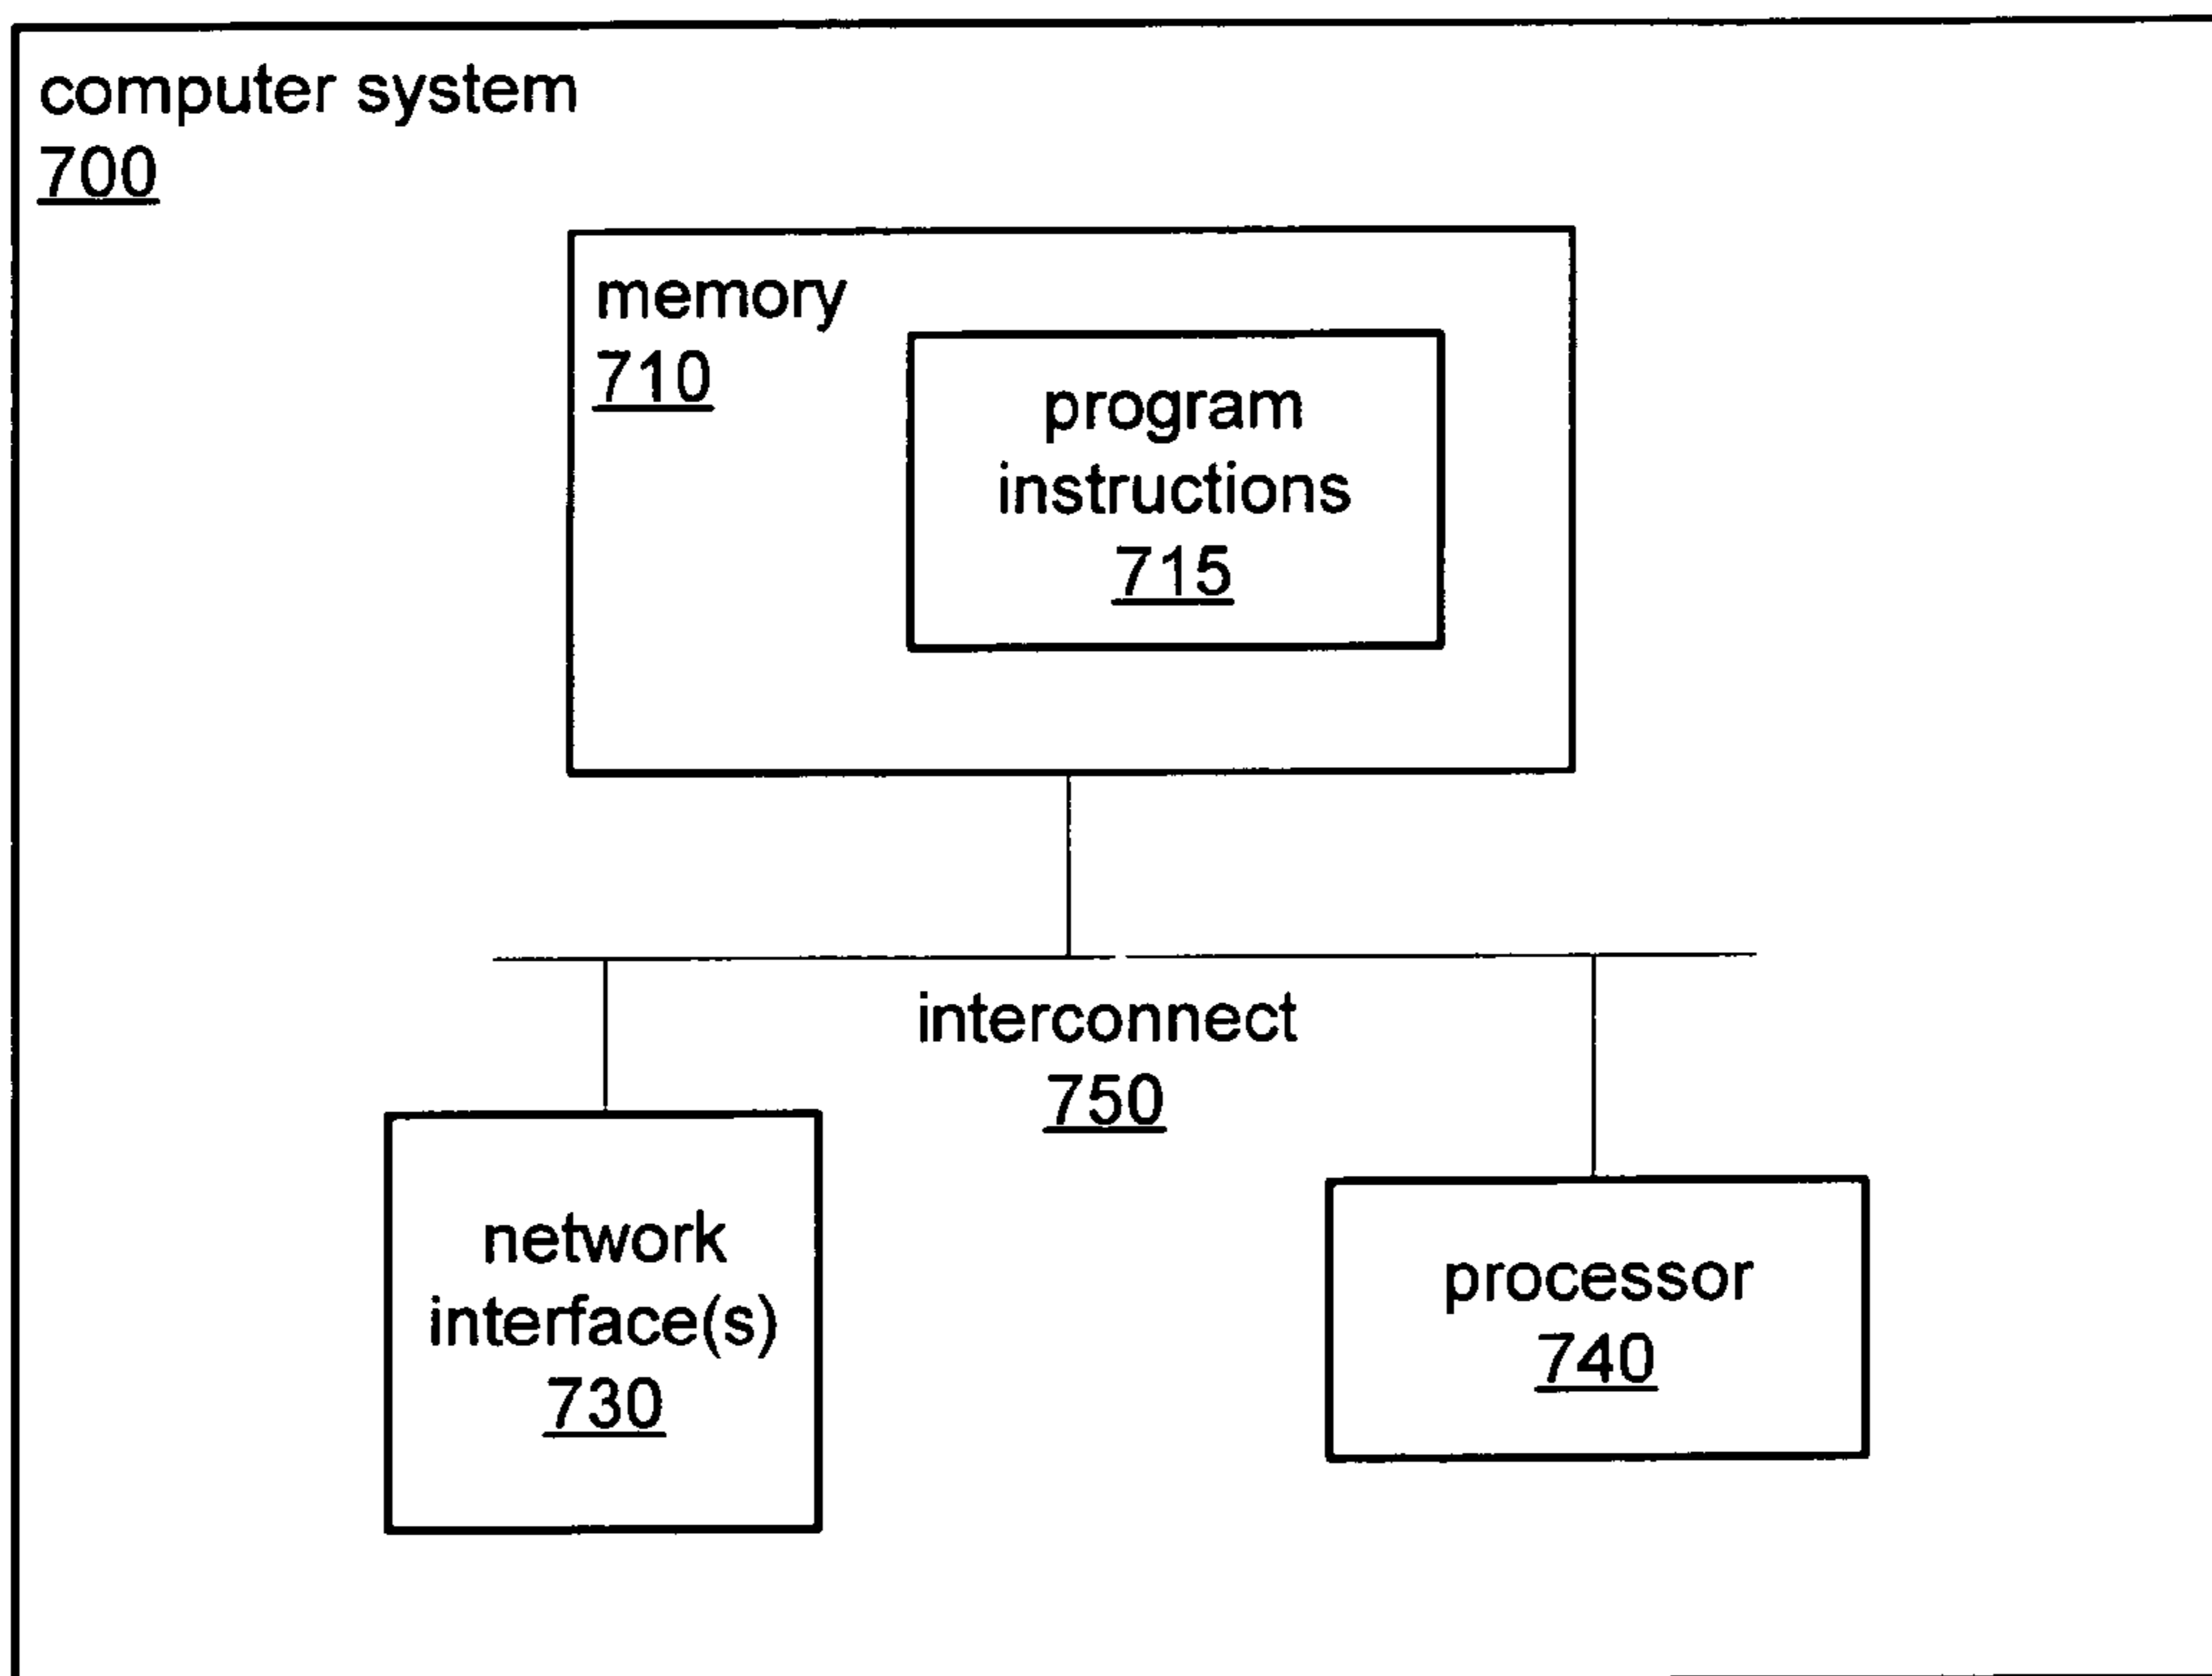 computer system
700
memory
710
program
instructions
715
interconnect
750
network
interface(s)
730
processor
740